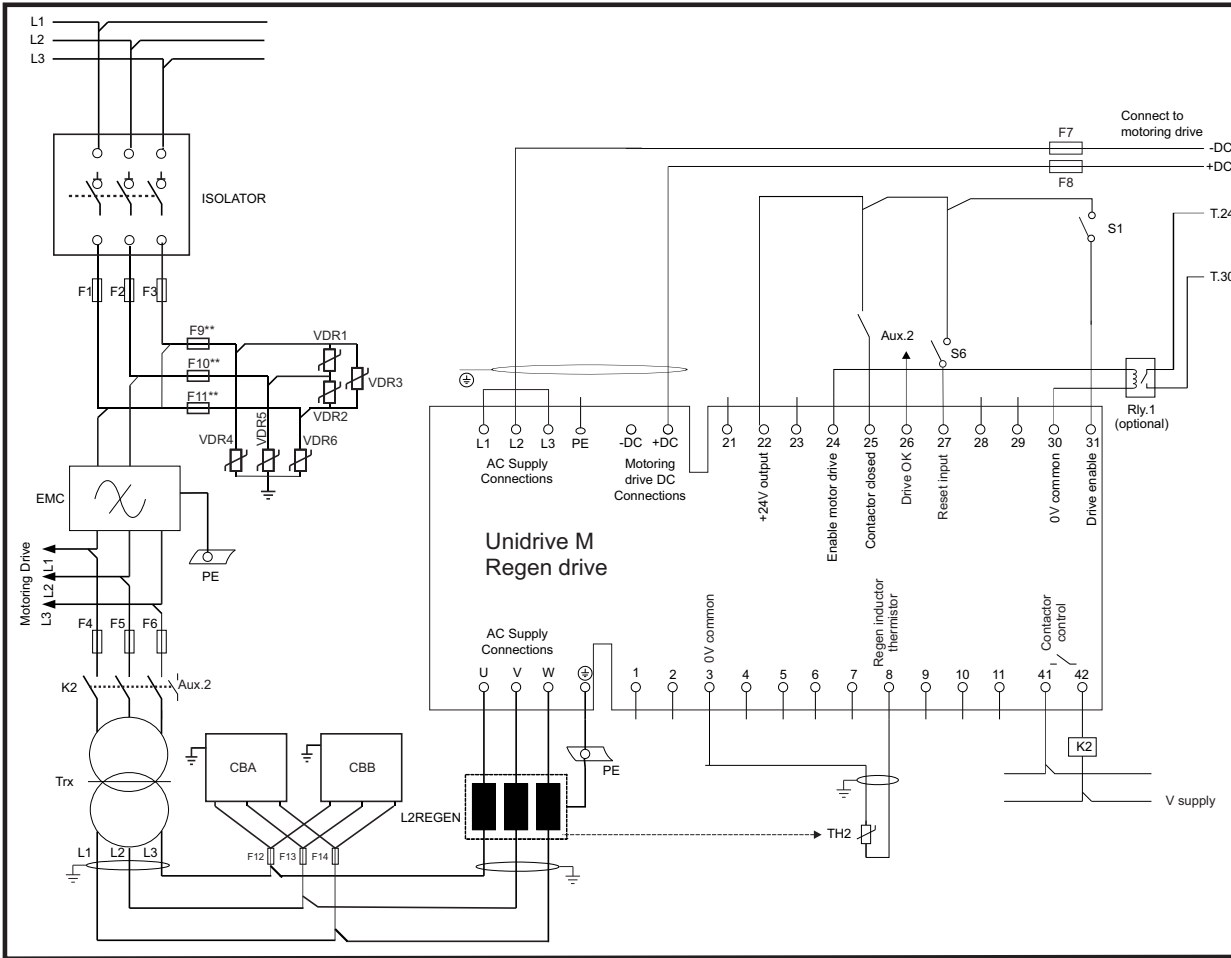 L1
L2
L3
ISOLATOR
F1
F2
F3
F9**
F10**
F11**
VDR1
VDR3
VDR2
VDR4
VDR5
VDR6
EMC
PE
Motoring Drive
L1
L2
L3
F4
F5
F6
K2
Aux.2
Trx
L1
L2
L3
CBA
CBB
F12
F13
F14
L2REGEN
PE
Connect to
motoring drive
F7
-DC
+DC
F8
T.24
S1
T.30
Aux.2
S6
Rly.1
(optional)
L1
L2
L3
PE
-DC
+DC
AC Supply
Connections
Motoring
drive DC
Connections
21
22
23
24
25
26
27
28
29
30
31
+24V output
Enable motor drive
Contactor closed
Drive OK
Reset input
0V common
Drive enable
Unidrive M
Regen drive
AC Supply
Connections
U
V
W
0V common
Regen inductor
thermistor
Contactor
control
1
2
3
4
5
6
7
8
9
10
11
41
42
K2
TH2
V supply